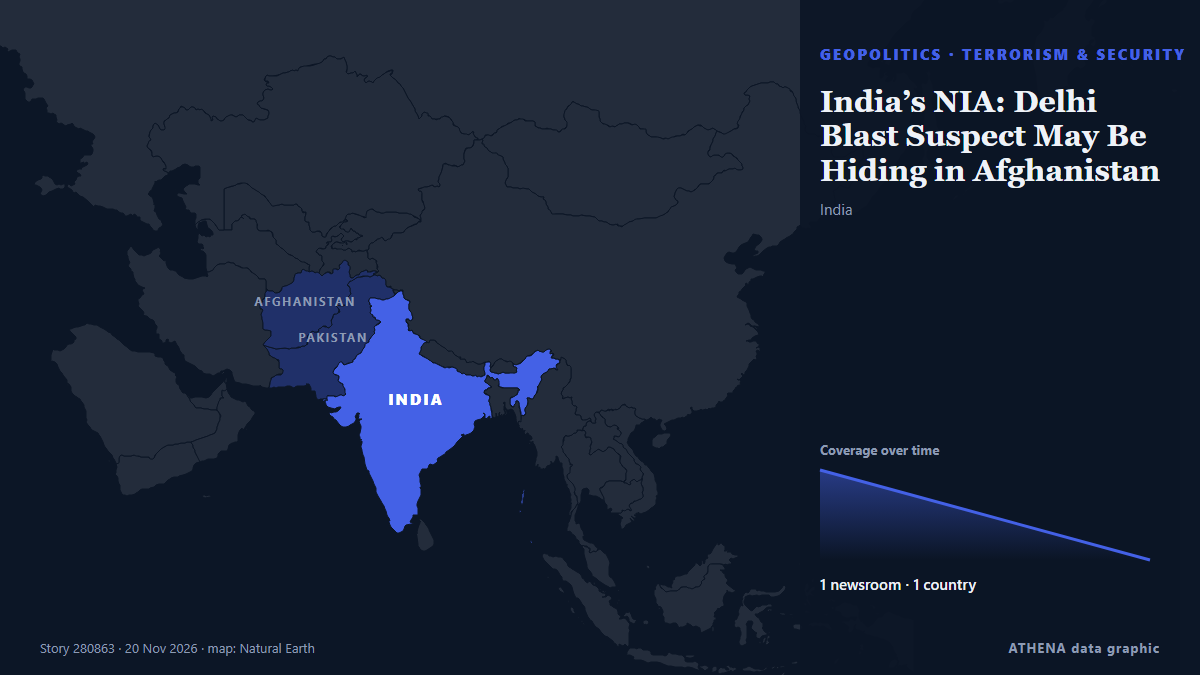 GEOPOLITICS · TERRORISM & SECURITY
India’s NIA: Delhi
Blast Suspect May Be
Hiding in Afghanistan
India
AFGHANISTAN
PAKISTAN
INDIA
Coverage over time
1 newsroom · 1 country
Story 280863 · 20 Nov 2026 · map: Natural Earth
ATHENA data graphic